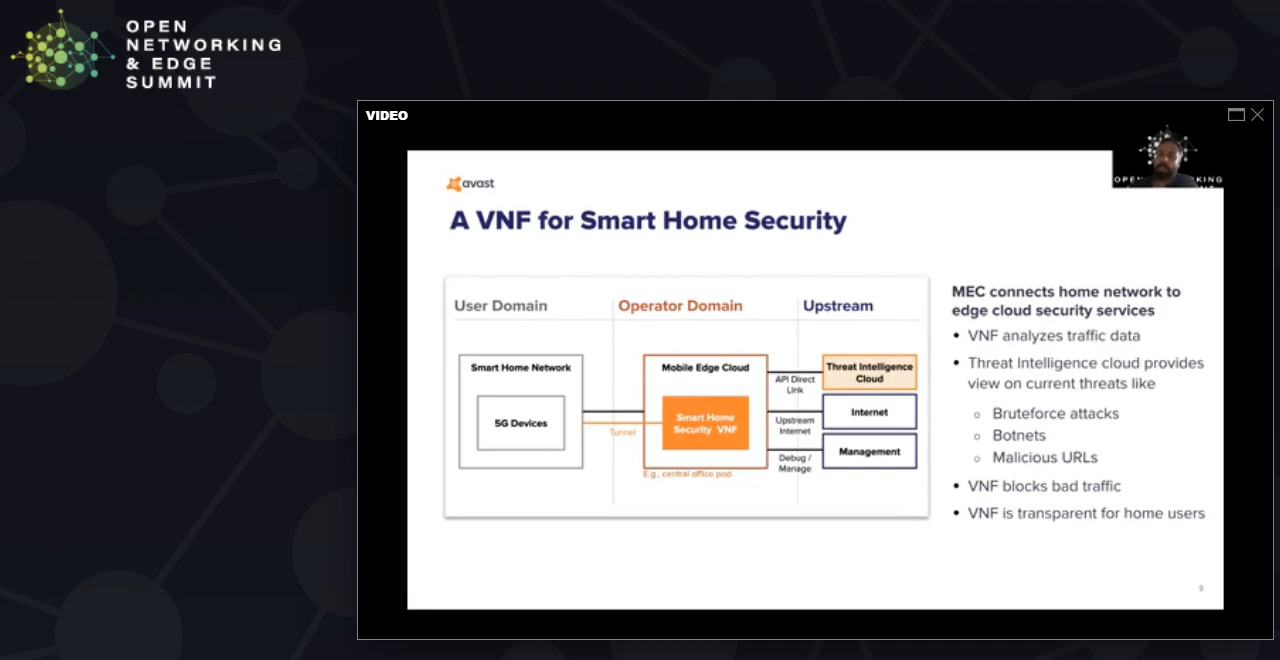 OPEN
NETWORKING
& EDGE
SUMMIT
VIDEO
avast
A VNF for Smart Home Security
User Domain
Operator Domain
Upstream
Smart Home Network
5G Devices
Tunnel
Mobile Edge Cloud
Smart Home
Security VNF
E.g., central office pod
API Direct
Link
Upstream
Internet
Debug /
Manage
Threat Intelligence
Cloud
Internet
Management
MEC connects home network to
edge cloud security services
• VNF analyzes traffic data
• Threat Intelligence cloud provides
view on current threats like
○ Bruteforce attacks
○ Botnets
○ Malicious URLs
• VNF blocks bad traffic
• VNF is transparent for home users
9